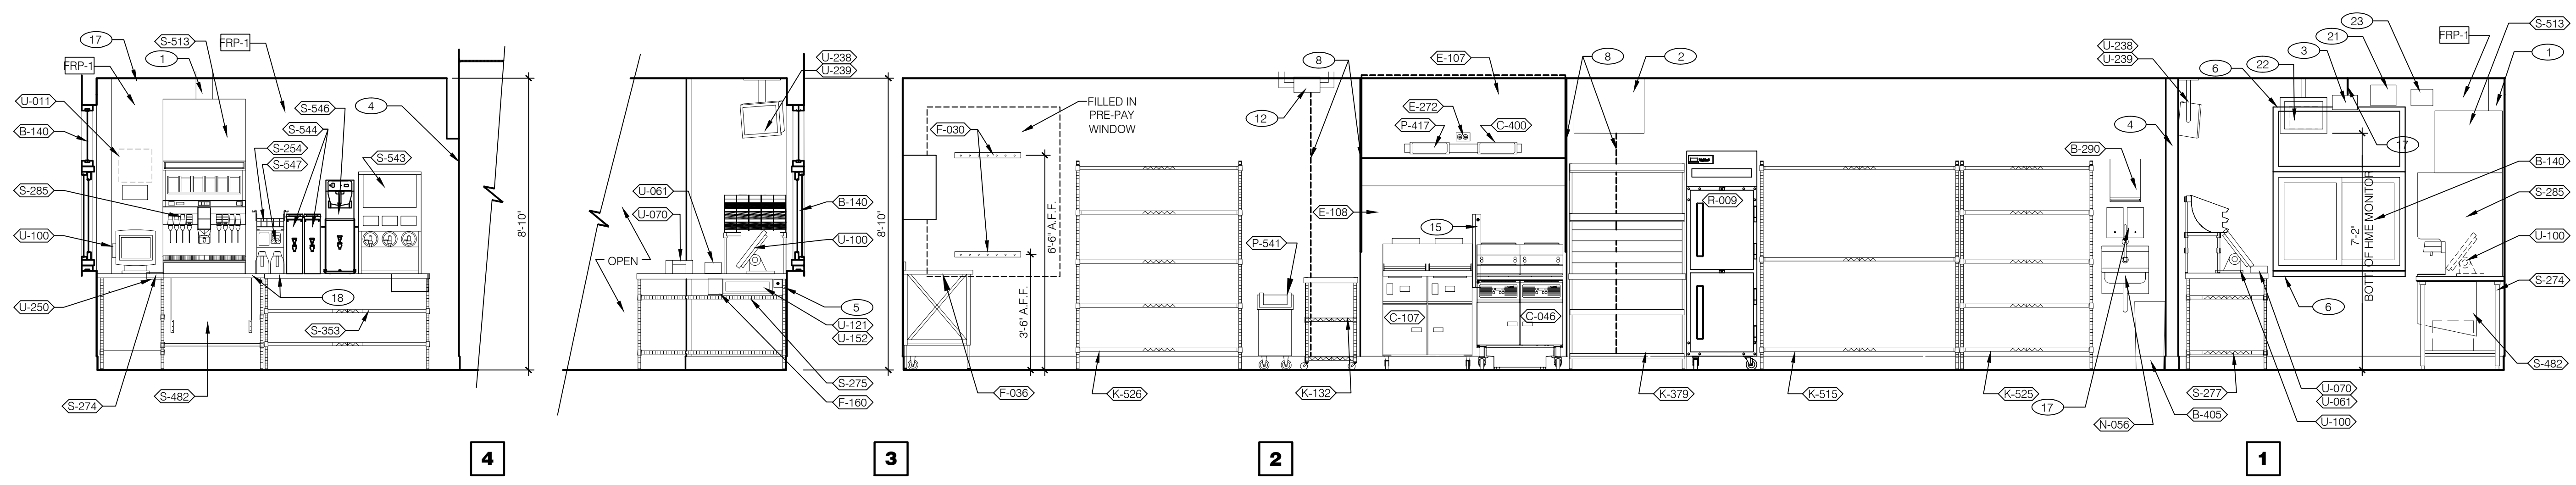 17
S-513
FRP-1
1
FRP-1
U-011
B-140
S-546
S-544
4
S-254
S-547
S-543
S-285
U-100
U-250
18
S-353
S-274
S-482
8'-10"
4
U-238
U-239
U-061
U-070
B-140
U-100
OPEN
5
U-121
U-152
S-275
F-160
8'-10"
3
FILLED IN
PRE-PAY
WINDOW
F-030
6'-6" A.F.F.
3'-6" A.F.F.
F-036
K-526
12
8
P-541
K-132
E-107
8
2
E-272
P-417
C-400
E-108
15
C-107
C-046
R-009
K-379
K-515
K-525
2
U-238
U-239
4
B-290
6
22
3
21
23
FRP-1
S-513
1
17
B-140
S-285
7'-2"
BOTT OF HME MONITOR
U-100
S-274
6
S-482
17
N-056
B-405
S-277
U-070
U-061
U-100
1